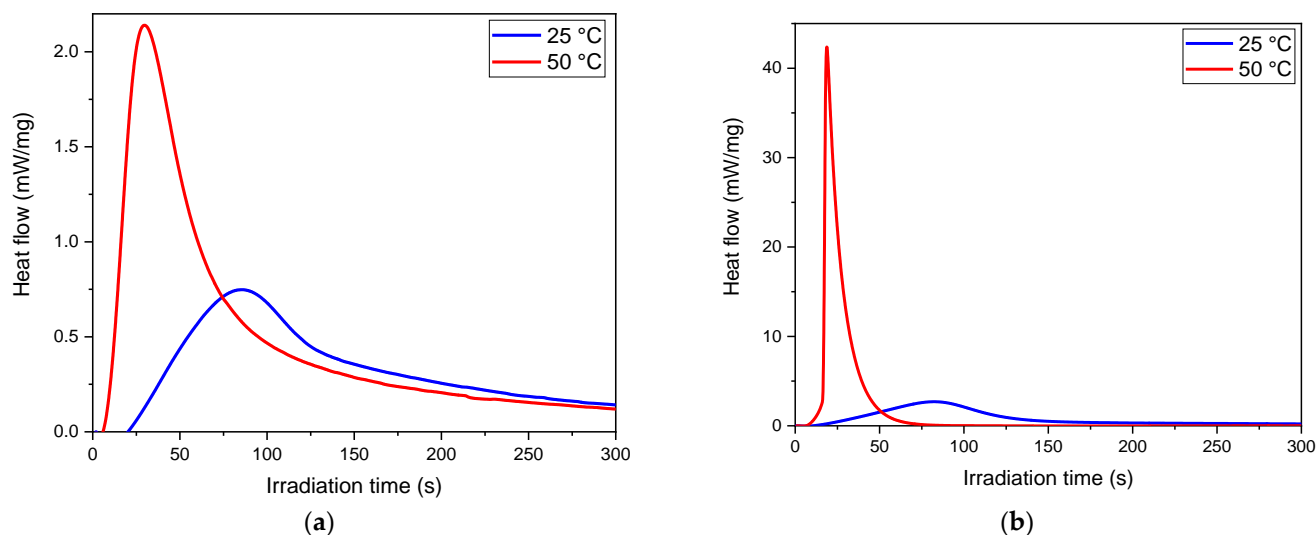 25 °C
50 °C
2.0
1.5
1.0
0.5
0.0
Heat flow (mW/mg)
0 50 100 150 200 250 300
Irradiation time (s)
(a)
25 °C
50 °C
40
30
20
10
0
Heat flow (mW/mg)
0 50 100 150 200 250 300
Irradiation time (s)
(b)